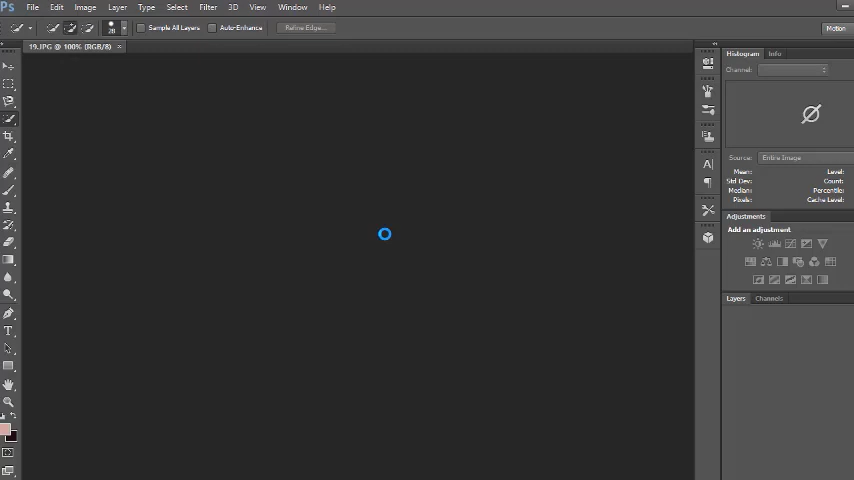 Ps File Edit Image Layer Type Select Filter 3D View Window Help
28 Sample All Layers Auto-Enhance Refine Edge... Motion
19.JPG @ 100% (RGB/8) ×
Histogram Info
Channel:
Source: Entire Image
Mean: Level:
Std Dev: Count:
Median: Percentile:
Pixels: Cache Level:
Adjustments
Add an adjustment
Layers Channels